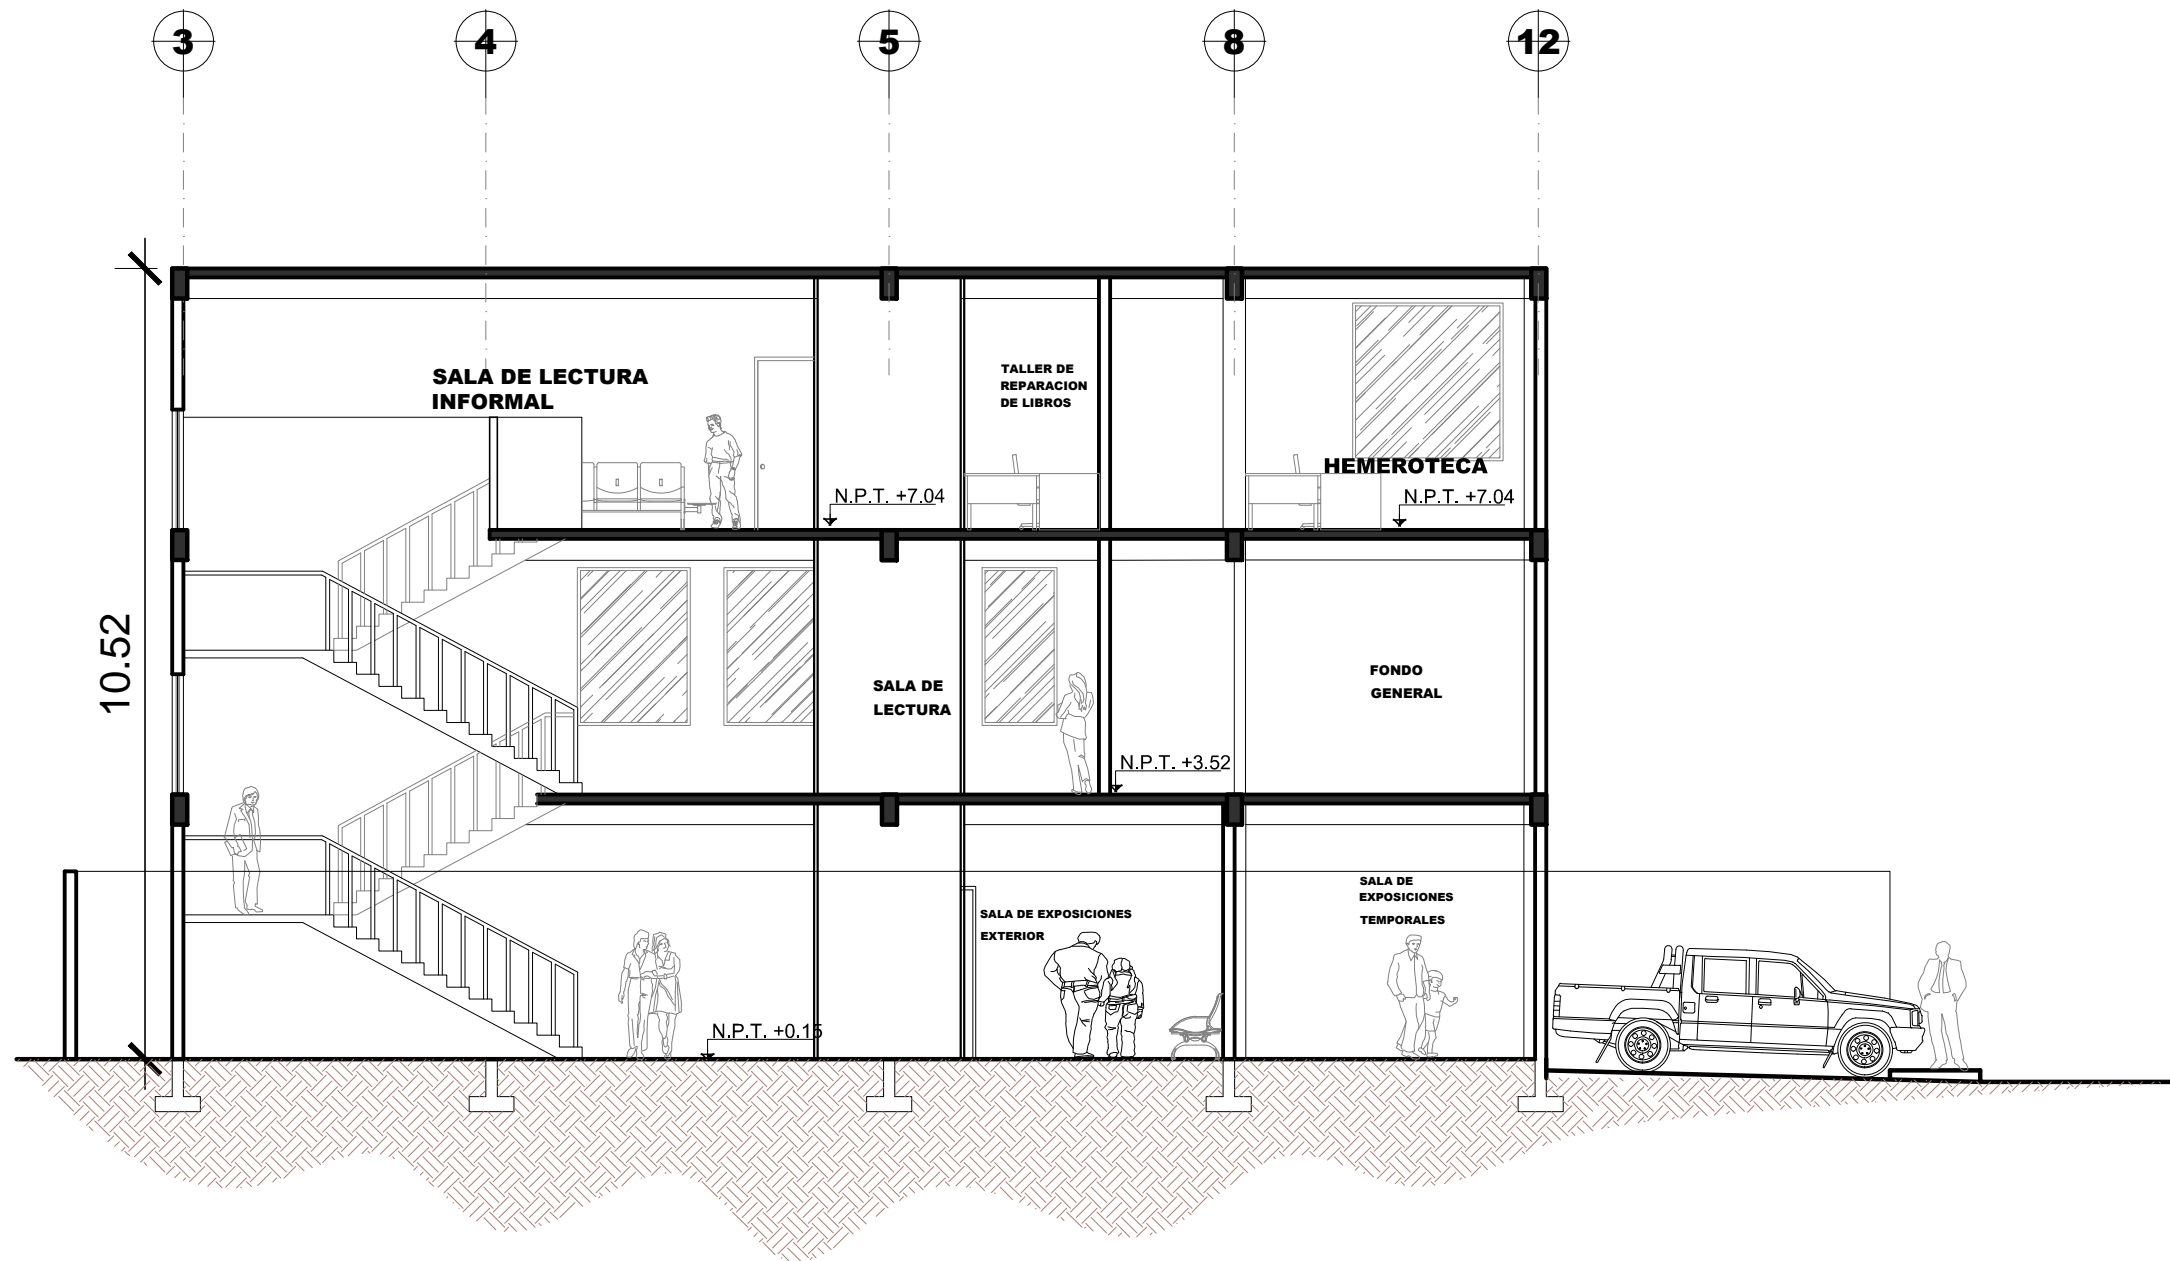 3
4
5
8
12
SALA DE LECTURA
INFORMAL
TALLER DE
REPARACION
DE LIBROS
HEMEROTECA
N.P.T. +7.04
N.P.T. +7.04
10.52
SALA DE
LECTURA
FONDO
GENERAL
N.P.T. +3.52
SALA DE EXPOSICIONES
EXTERIOR
SALA DE
EXPOSICIONES
TEMPORALES
N.P.T. +0.15